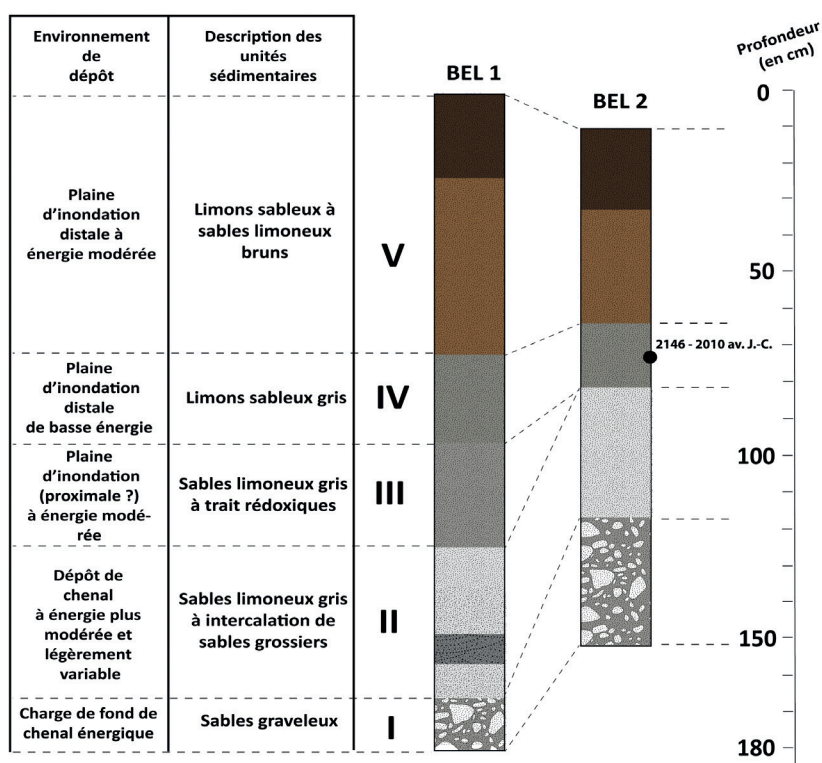 Environnement
de
dépôt
Description des
unités
sédimentaires
BEL 1
BEL 2
Profondeur
(en cm)
0
50
100
150
180
Plaine
d'inondation
distale à
énergie modérée
Limons sableux à
sables limoneux
bruns
V
2146 - 2010 av. J.-C.
Plaine
d'inondation
distale
de basse énergie
Limons sableux gris
IV
Plaine
d'inondation
(proximale ?)
à énergie modé-
rée
Sables limoneux gris
à trait rédoxiques
III
Dépôt de
chenal
à énergie plus
modérée et
légèrement
variable
Sables limoneux gris
à intercalation de
sables grossiers
II
Charge de fond de
chenal énergique
Sables graveleux
I